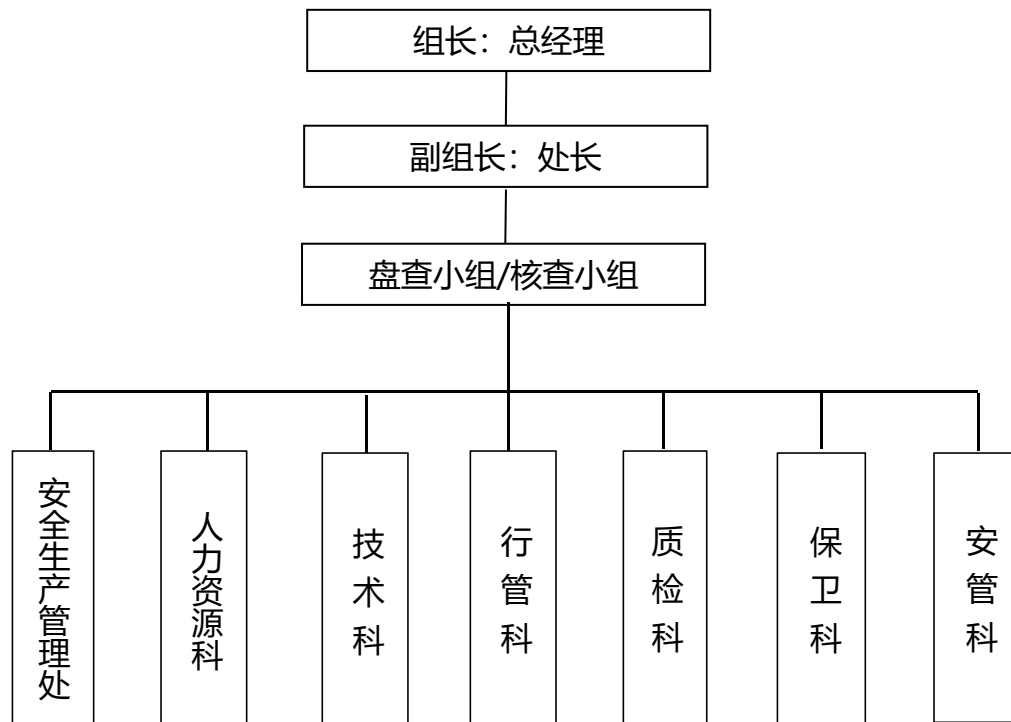 组长：总经理
副组长：处长
盘查小组/核查小组
安全生产管理处
人力资源科
技术科
行管科
质检科
保卫科
安管科